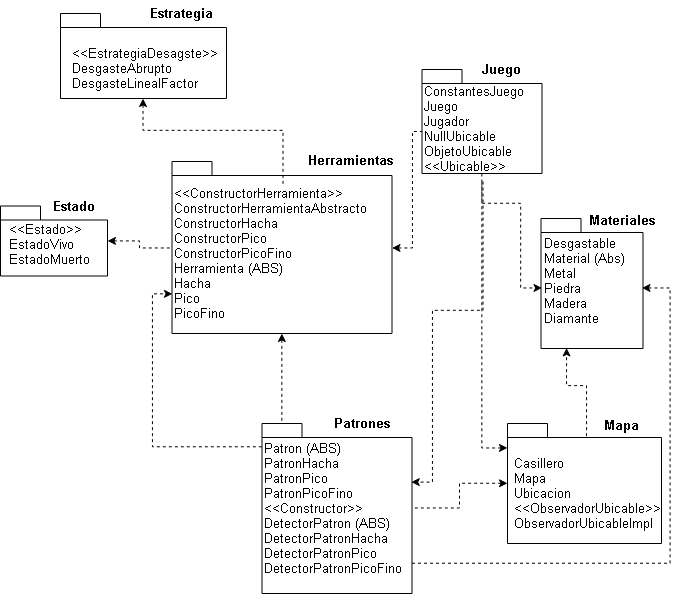 Estrategia
<<EstrategiaDesagste>>
DesgasteAbrupto
DesgasteLinealFactor
Juego
ConstantesJuego
Juego
Jugador
NullUbicable
ObjetoUbicable
<<Ubicable>>
Herramientas
<<ConstructorHerramienta>>
ConstructorHerramientaAbstracto
ConstructorHacha
ConstructorPico
ConstructorPicoFino
Herramienta (ABS)
Hacha
Pico
PicoFino
Estado
<<Estado>>
EstadoVivo
EstadoMuerto
Materiales
Desgastable
Material (Abs)
Metal
Piedra
Madera
Diamante
Patrones
Patron (ABS)
PatronHacha
PatronPico
PatronPicoFino
<<Constructor>>
DetectorPatron (ABS)
DetectorPatronHacha
DetectorPatronPico
DetectorPatronPicoFino
Mapa
Casillero
Mapa
Ubicacion
<<ObservadorUbicable>>
ObservadorUbicableImpl